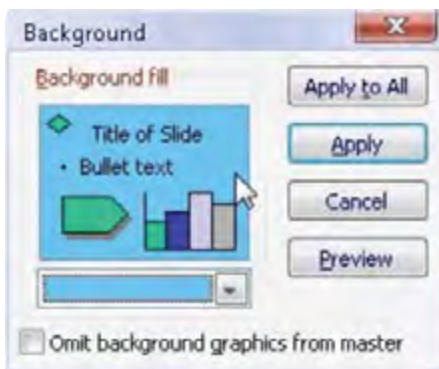 Background
Background fill
Title of Slide
• Bullet text
Apply to All
Apply
Cancel
Preview
Omit background graphics from master